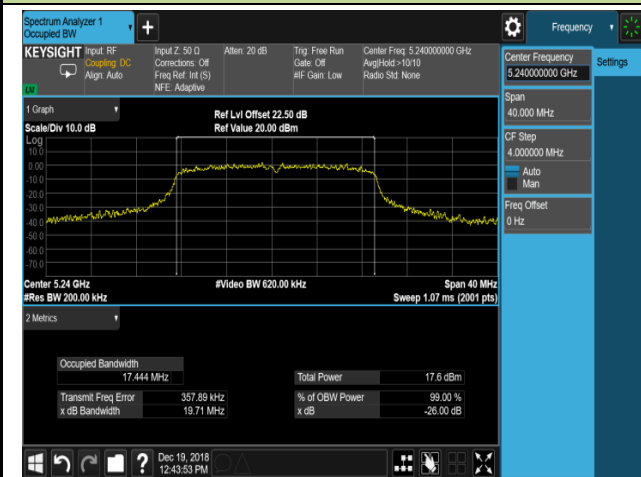 Spectrum Analyzer 1
Occupied BW
+
Frequency
KEYSIGHT
Input: RF
Coupling: DC
Align: Auto
Input Z: 50 Ω
Corrections: Off
Freq Ref: Int (S)
NFE: Adaptive
Atten: 20 dB
Trig: Free Run
Gate: Off
#IF Gain: Low
Center Freq: 5.240000000 GHz
Avg|Hold:>10/10
Radio Std: None
LXI
Center Frequency
5.240000000 GHz
Settings
Span
40.000 MHz
CF Step
4.000000 MHz
Auto
Man
Freq Offset
0 Hz
1 Graph
Scale/Div 10.0 dB
Ref Lvl Offset 22.50 dB
Ref Value 20.00 dBm
Log
10.0
0.00
-10.0
-20.0
-30.0
-40.0
-50.0
-60.0
-70.0
Center 5.24 GHz
#Video BW 620.00 kHz
Span 40 MHz
#Res BW 200.00 kHz
Sweep 1.07 ms (2001 pts)
2 Metrics
Occupied Bandwidth
17.444 MHz
Total Power 17.6 dBm
Transmit Freq Error 357.89 kHz
% of OBW Power 99.00 %
x dB Bandwidth 19.71 MHz
x dB -26.00 dB
?
Dec 19, 2018
12:43:53 PM